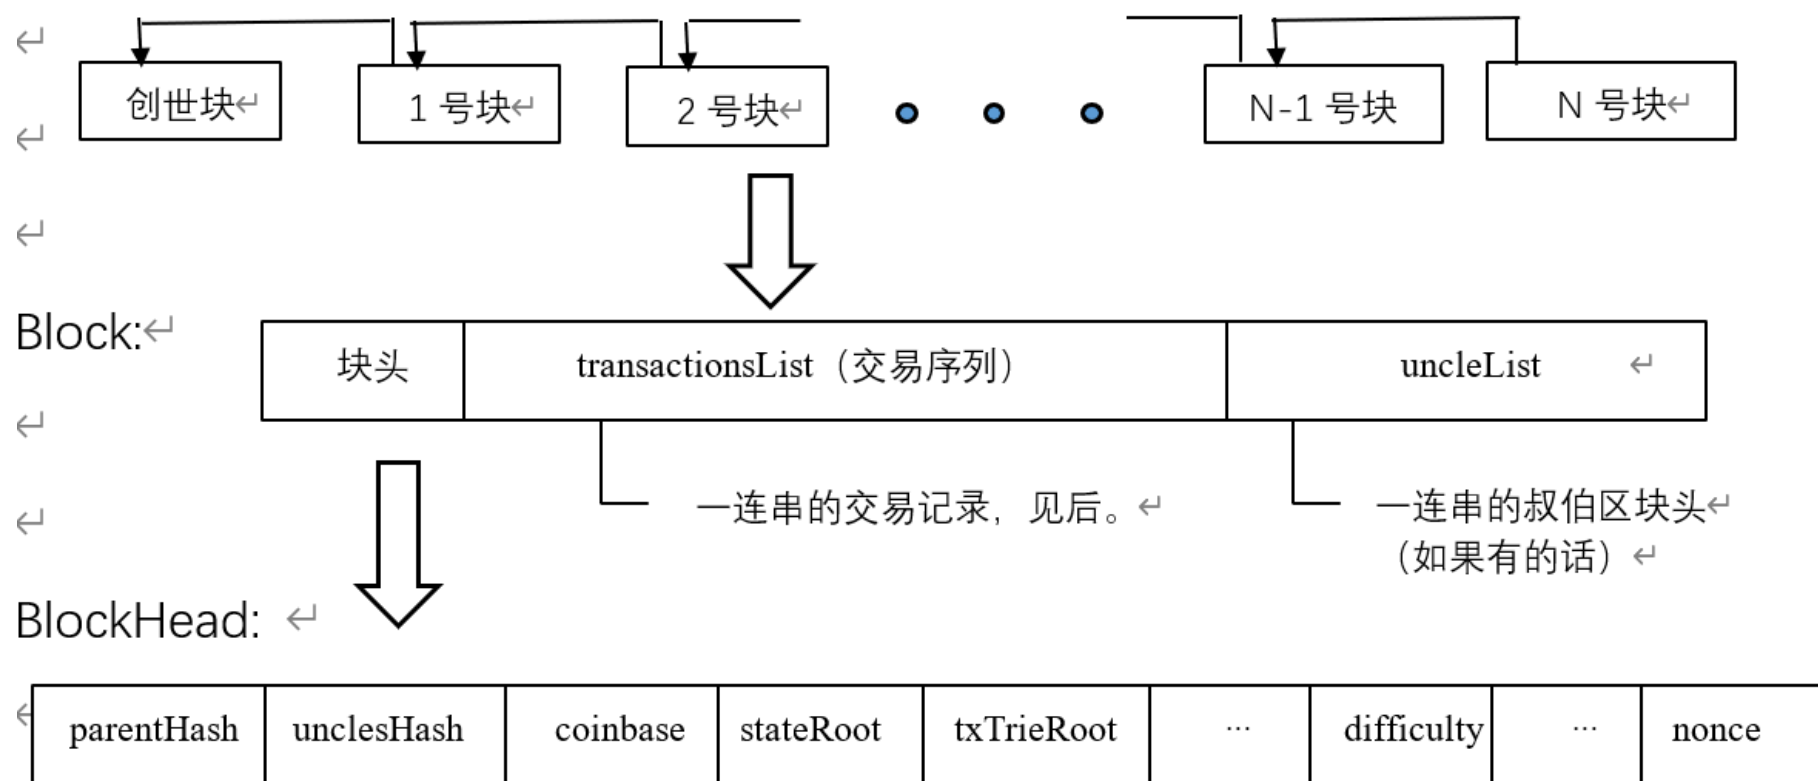 创世块 1 号块 2 号块 N-1 号块 N 号块
Block:
块头 transactionsList（交易序列） uncleList
一连串的交易记录，见后。 一连串的叔伯区块头
（如果有的话）
BlockHead:
parentHash unclesHash coinbase stateRoot txTrieRoot … difficulty … nonce